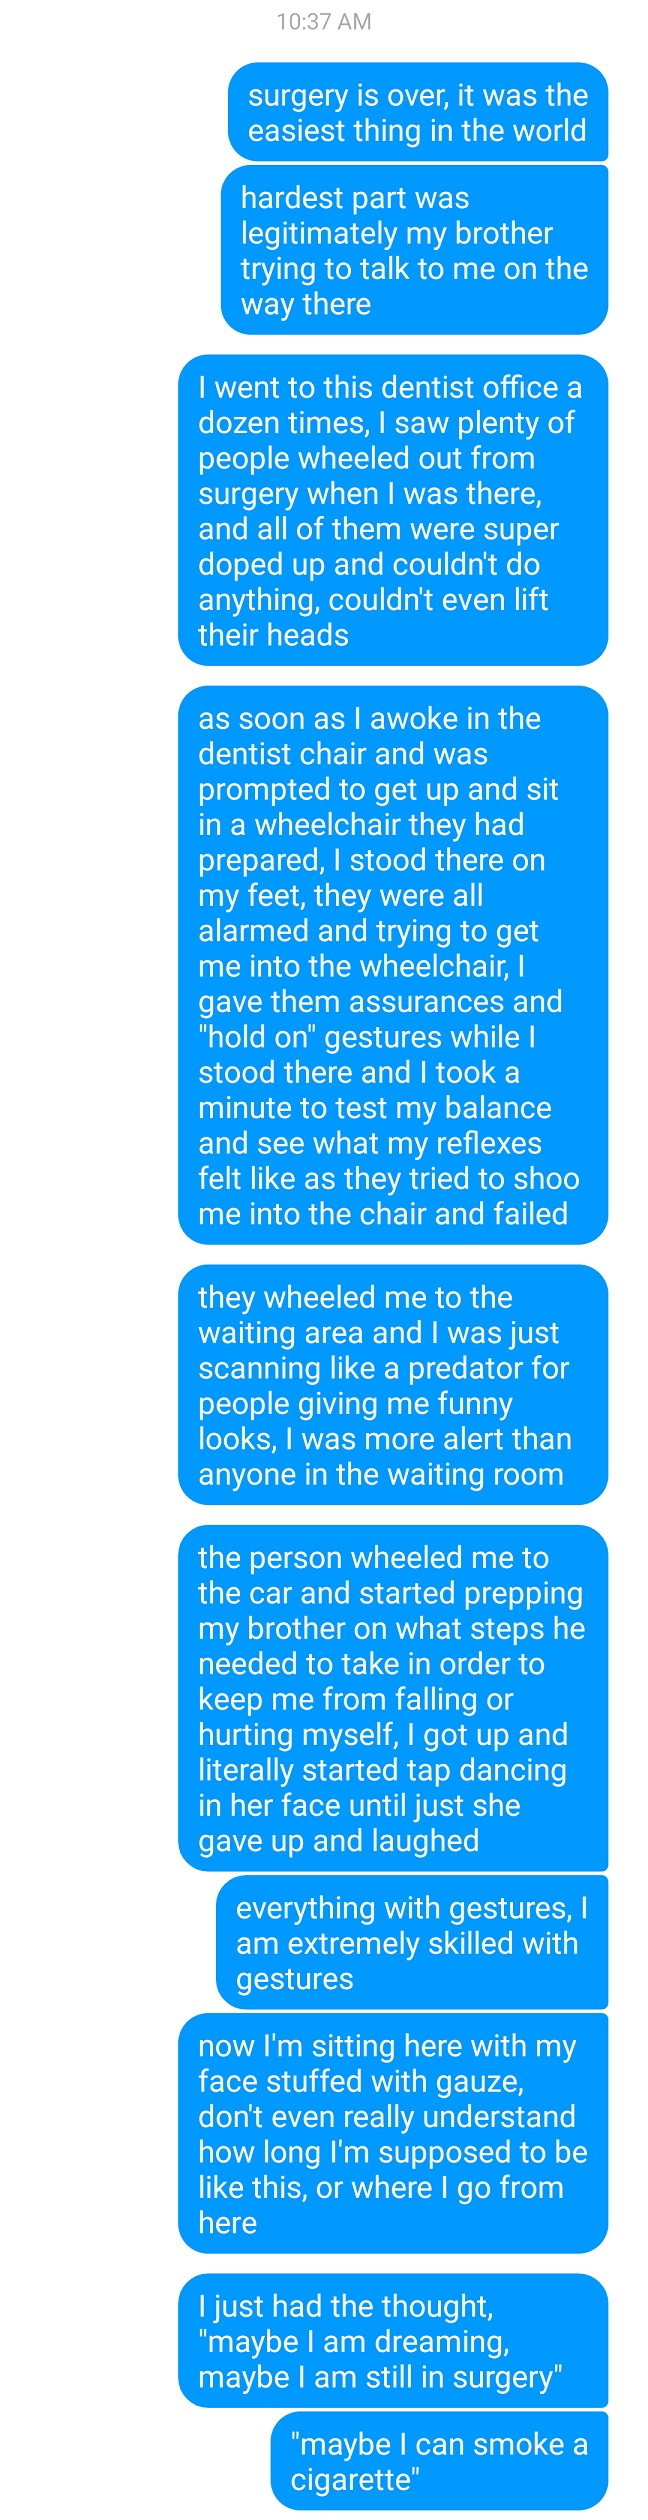 10:37 AM
surgery is over, it was the
easiest thing in the world
hardest part was
legitimately my brother
trying to talk to me on the
way there
I went to this dentist office a
dozen times, I saw plenty of
people wheeled out from
surgery when I was there,
and all of them were super
doped up and couldn't do
anything, couldn't even lift
their heads
as soon as I awoke in the
dentist chair and was
prompted to get up and sit
in a wheelchair they had
prepared, I stood there on
my feet, they were all
alarmed and trying to get
me into the wheelchair, I
gave them assurances and
"hold on" gestures while I
stood there and I took a
minute to test my balance
and see what my reflexes
felt like as they tried to shoo
me into the chair and failed
they wheeled me to the
waiting area and I was just
scanning like a predator for
people giving me funny
looks, I was more alert than
anyone in the waiting room
the person wheeled me to
the car and started prepping
my brother on what steps he
needed to take in order to
keep me from falling or
hurting myself, I got up and
literally started tap dancing
in her face until just she
gave up and laughed
everything with gestures, I
am extremely skilled with
gestures
now I'm sitting here with my
face stuffed with gauze,
don't even really understand
how long I'm supposed to be
like this, or where I go from
here
I just had the thought,
"maybe I am dreaming,
maybe I am still in surgery"
"maybe I can smoke a
cigarette"